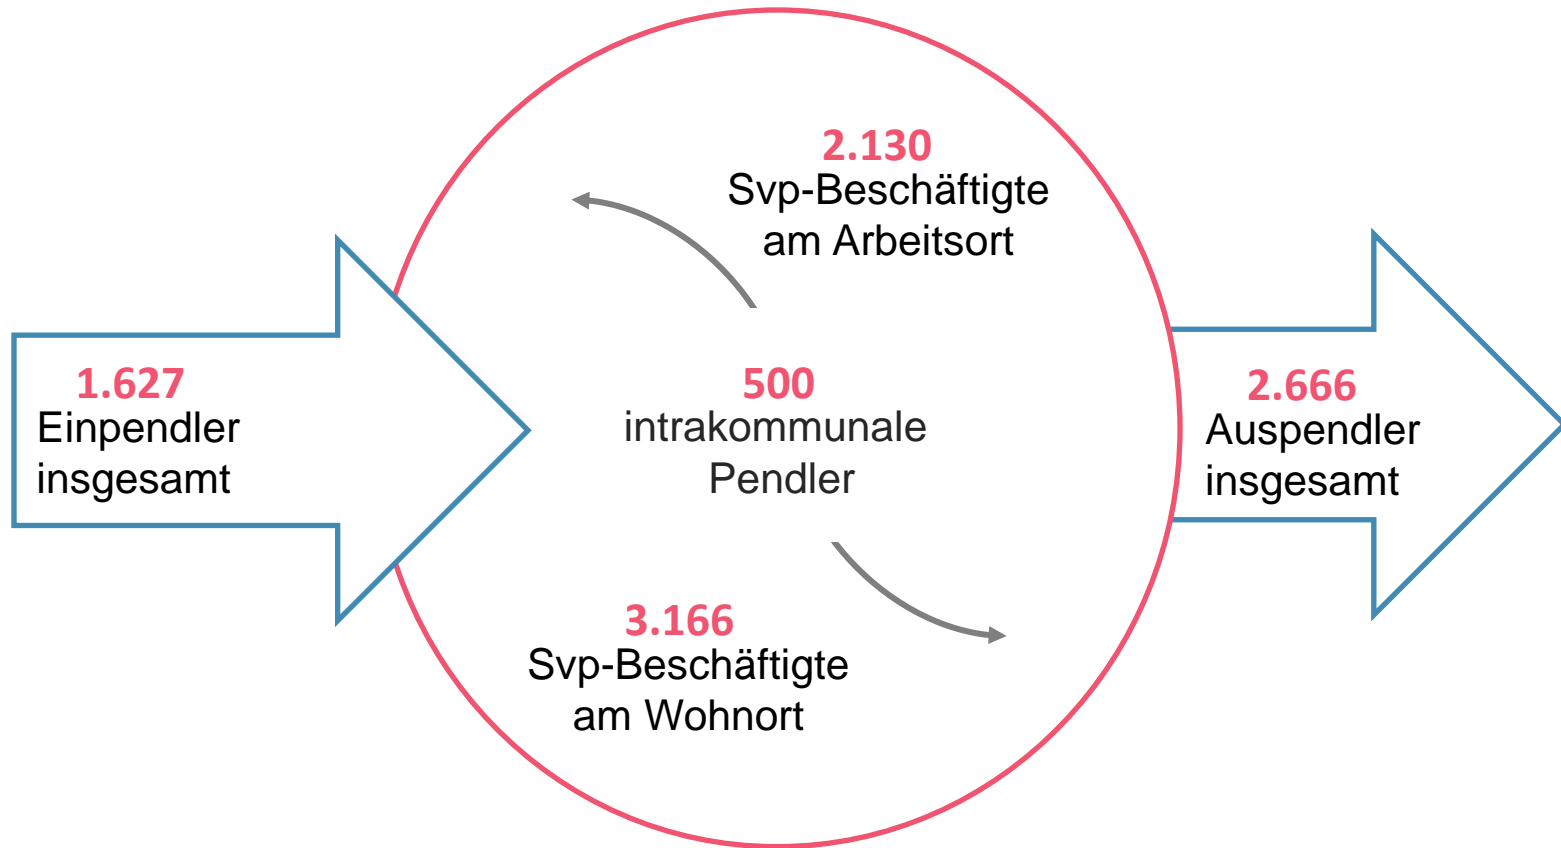 2.130
Svp-Beschäftigte
am Arbeitsort
1.627
Einpendler
insgesamt
500
intrakommunale
Pendler
2.666
Auspendler
insgesamt
3.166
Svp-Beschäftigte
am Wohnort